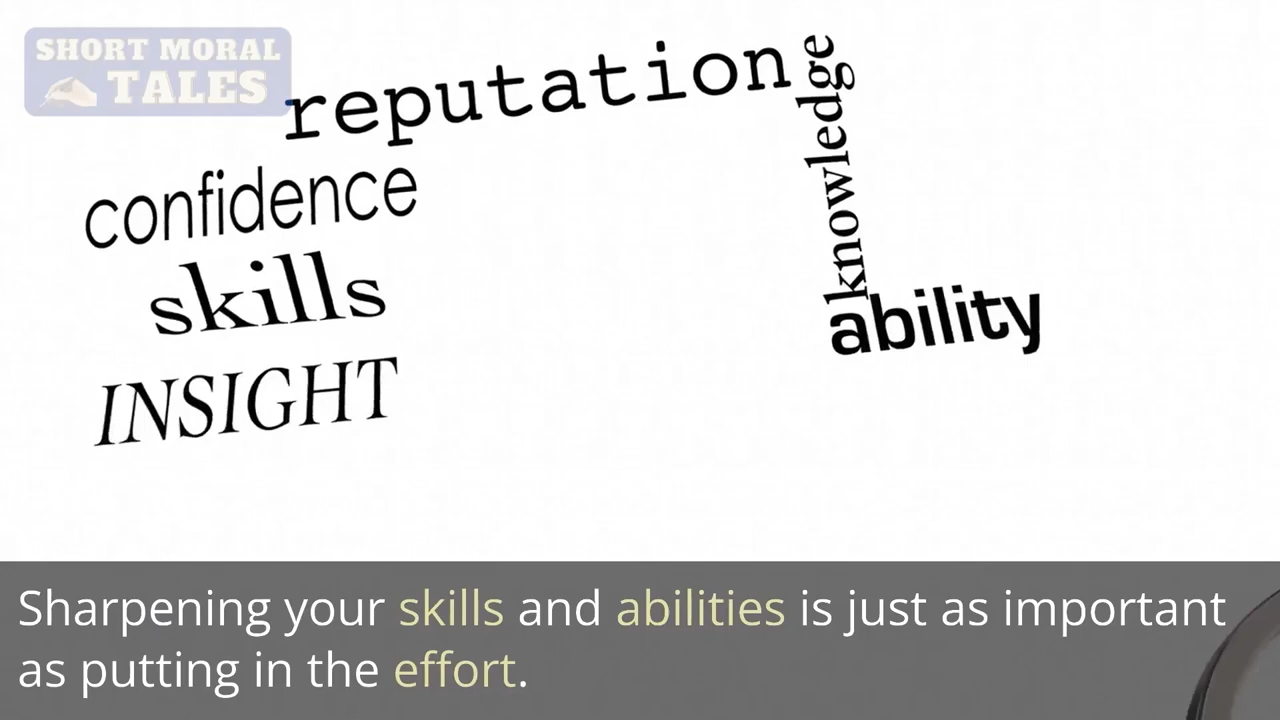 SHORT MORAL
TALES
reputation
knowledge
confidence
skills
ability
INSIGHT
Sharpening your skills and abilities is just as important
as putting in the effort.